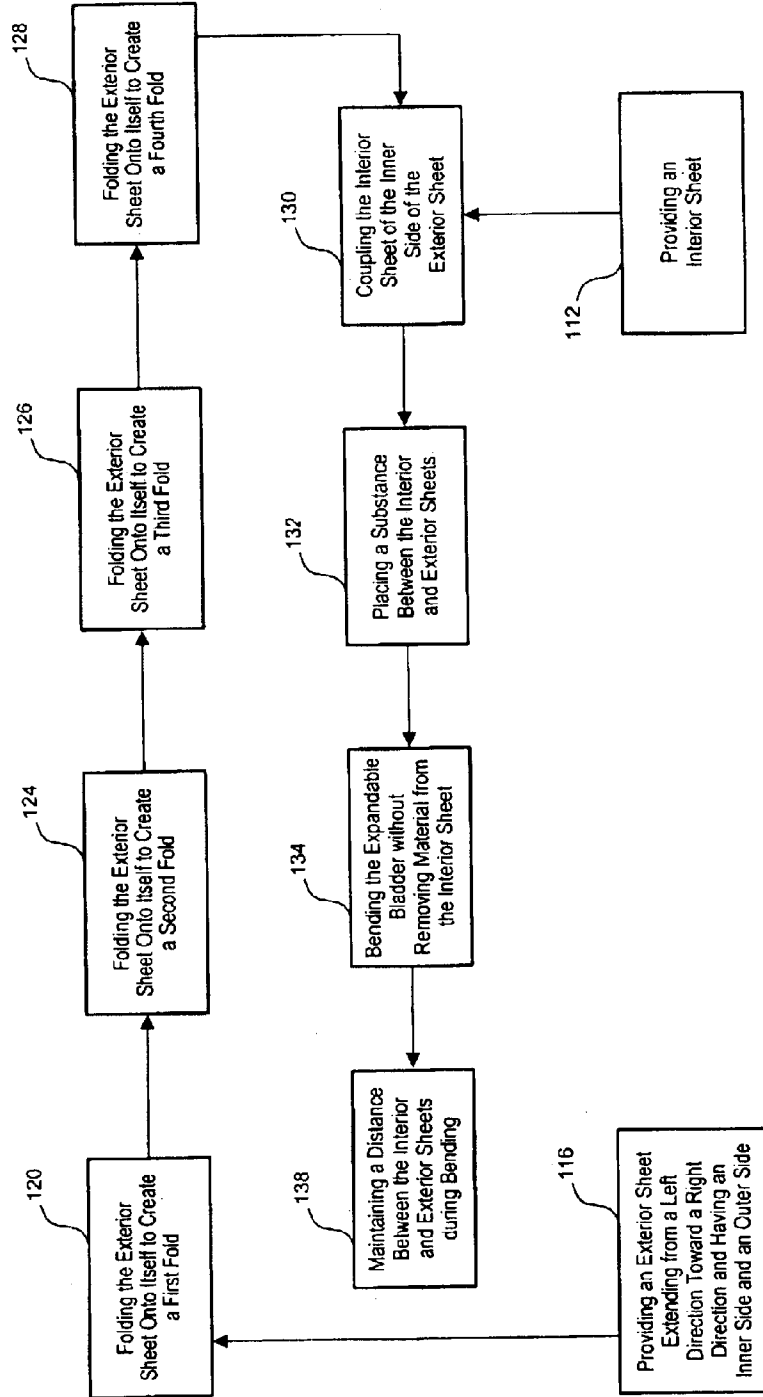 116
Providing an Exterior Sheet
Extending from a Left
Direction Toward a Right
Direction and Having an
Inner Side and an Outer Side
120
Folding the Exterior
Sheet Onto Itself to Create
a First Fold
124
Folding the Exterior
Sheet Onto Itself to Create
a Second Fold
126
Folding the Exterior
Sheet Onto Itself to Create
a Third Fold
128
Folding the Exterior
Sheet Onto Itself to Create
a Fourth Fold
112
Providing an
Interior Sheet
130
Coupling the Interior
Sheet of the Inner
Side of the
Exterior Sheet
132
Placing a Substance
Between the Interior
and Exterior Sheets
134
Bending the Expandable
Bladder without
Removing Material from
the Interior Sheet
138
Maintaining a Distance
Between the Interior
and Exterior Sheets
during Bending